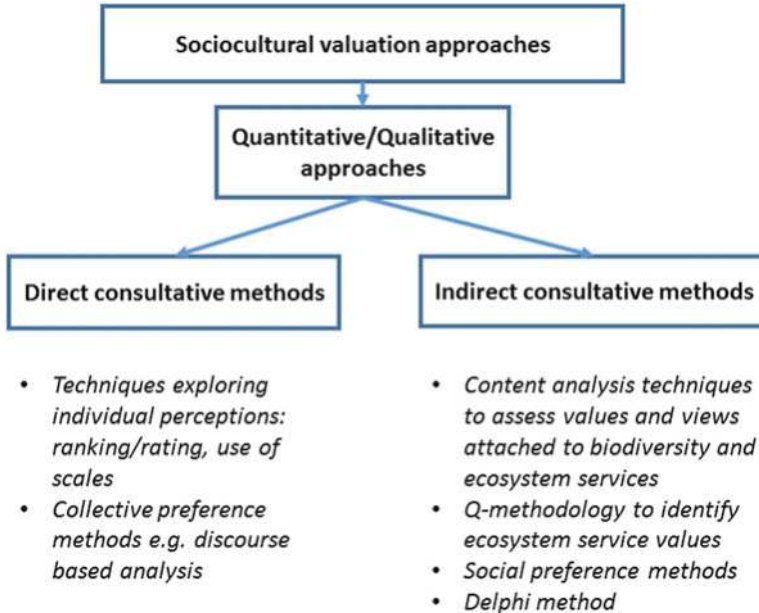 Sociocultural valuation approaches
Quantitative/Qualitative
approaches
Direct consultative methods
Indirect consultative methods
• Techniques exploring
individual perceptions:
ranking/rating, use of
scales
• Collective preference
methods e.g. discourse
based analysis
• Content analysis techniques
to assess values and views
attached to biodiversity and
ecosystem services
• Q-methodology to identify
ecosystem service values
• Social preference methods
• Delphi method